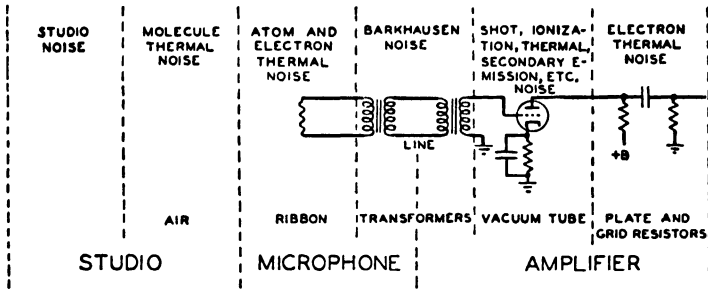 STUDIO
NOISE
MOLECULE
THERMAL
NOISE
ATOM AND
ELECTRON
THERMAL
NOISE
BARKHAUSEN
NOISE
SHOT, IONIZA-
TION, THERMAL,
SECONDARY E-
MISSION, ETC.
NOISE
ELECTRON
THERMAL
NOISE
LINE
+B
AIR
RIBBON
TRANSFORMERS
VACUUM TUBE
PLATE AND
GRID RESISTORS
STUDIO
MICROPHONE
AMPLIFIER